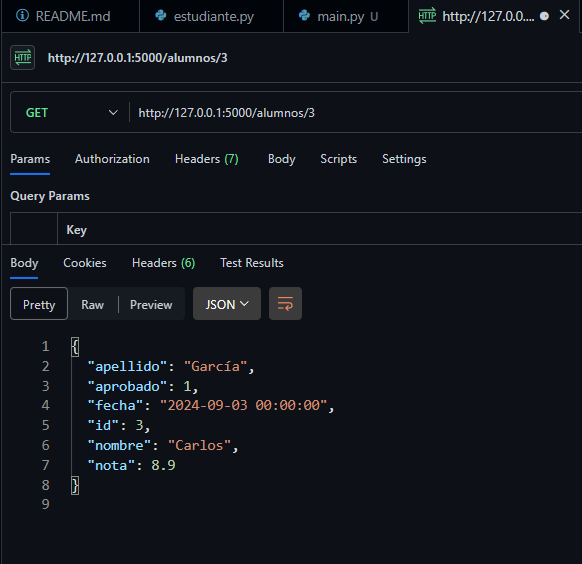 README.md estudiante.py main.py U HTTP http://127.0.0....
HTTP http://127.0.0.1:5000/alumnos/3
GET http://127.0.0.1:5000/alumnos/3
Params Authorization Headers (7) Body Scripts Settings
Query Params
Key
Body Cookies Headers (6) Test Results
Pretty Raw Preview JSON
1 {
2 "apellido": "García",
3 "aprobado": 1,
4 "fecha": "2024-09-03 00:00:00",
5 "id": 3,
6 "nombre": "Carlos",
7 "nota": 8.9
8 }
9